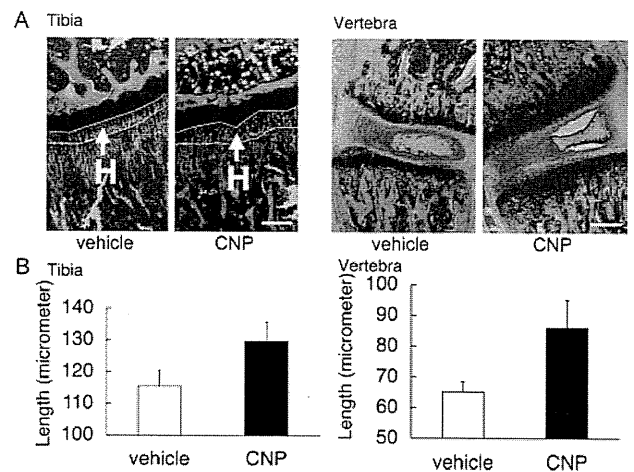 A Tibia
Vertebra
H
H
vehicle
CNP
vehicle
CNP
B Tibia
Length (micrometer)
140
130
120
110
100
vehicle
CNP
Vertebra
Length (micrometer)
100
90
80
70
60
50
vehicle
CNP